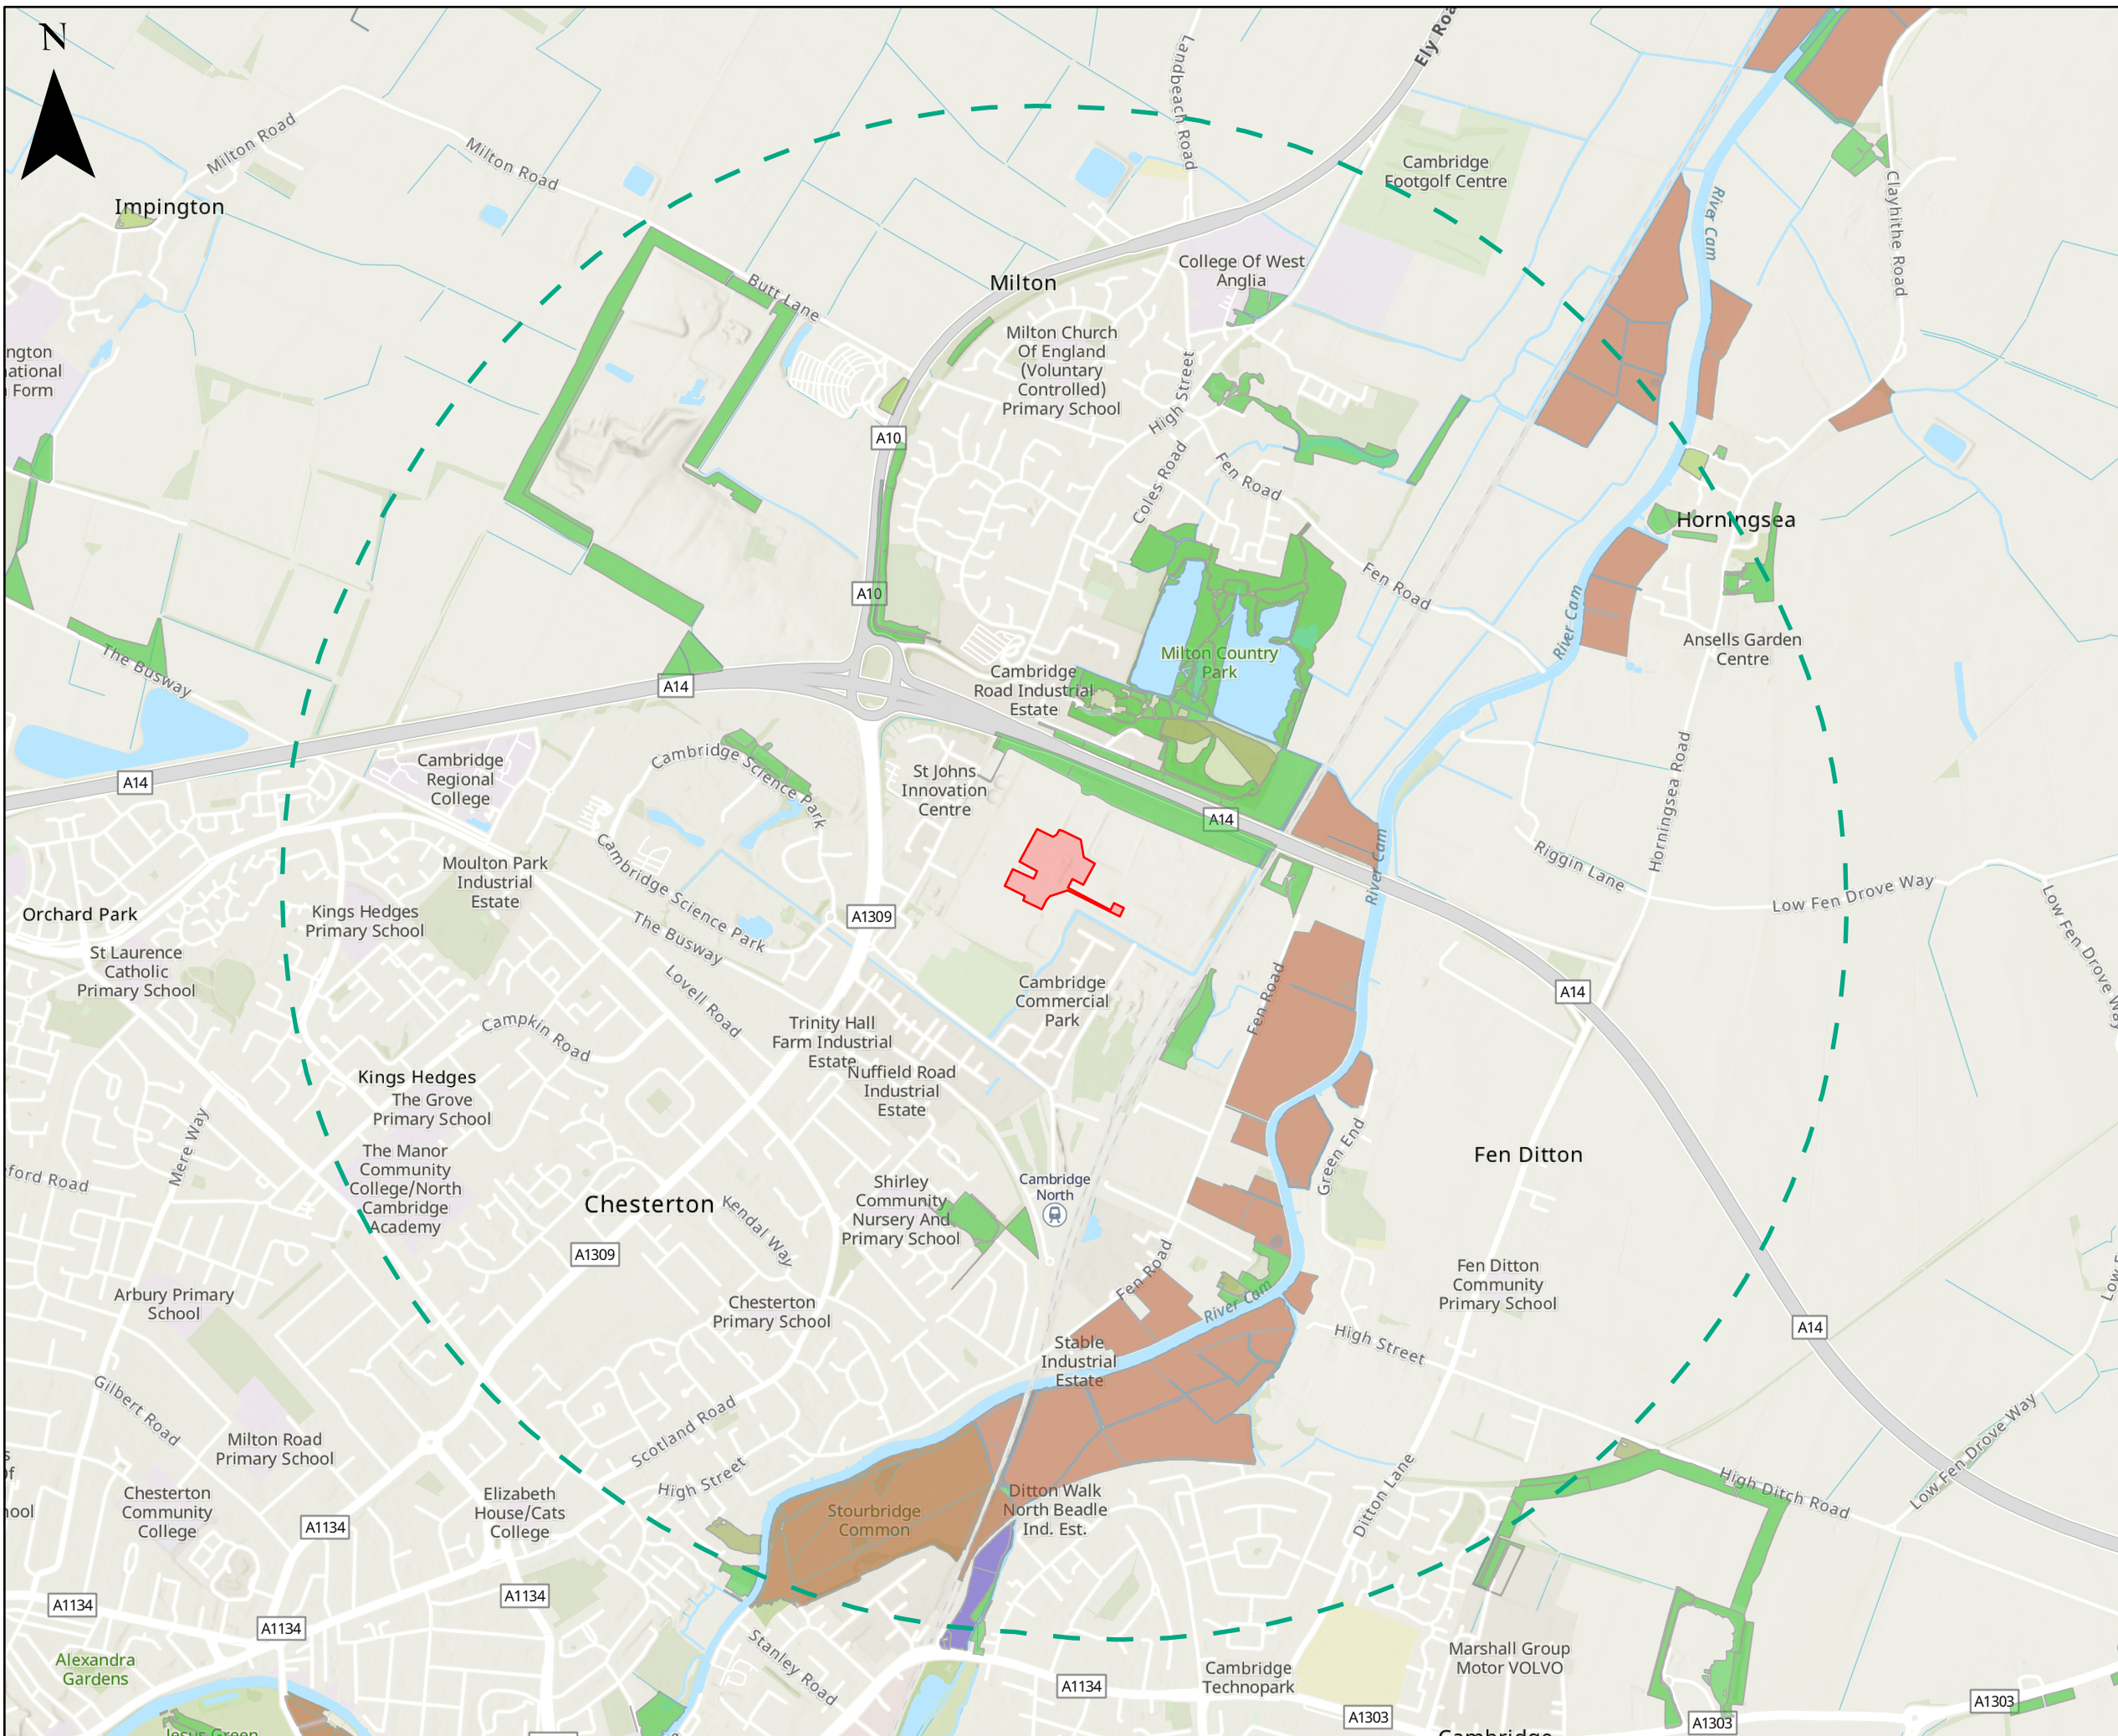 N
Ely Roa
Landbeach Road
Milton Road
Milton Road
Impington
Cambridge
Footgolf Centre
River Cam
Clayhithe Road
College Of West
Anglia
Milton
Butt Lane
Milton Church
Of England
(Voluntary
Controlled)
Primary School
ngton
national
Form
High Street
A10
Coles Road
Fen Road
Horningsea
A10
Fen Road
River Cam
Ansells Garden
Centre
The Busway
Milton Country
Park
Cambridge
Road Industrial
Estate
A14
Cambridge Science Park
Cambridge
Regional
College
St Johns
Innovation
Centre
A14
A14
Horningsea Road
River Cam
Riggin Lane
Low Fen Drove Way
Low Fen Drove Way
Moulton Park
Industrial
Estate
Cambridge Science Park
Orchard Park
Kings Hedges
Primary School
A1309
The Busway
St Laurence
Catholic
Primary School
Lovell Road
Cambridge
Commercial
Park
Fen Road
A14
Campkin Road
Trinity Hall
Farm Industrial
Estate
Nuffield Road
Industrial
Estate
Kings Hedges
The Grove
Primary School
Mere Way
The Manor
Community
College/North
Cambridge
Academy
eford Road
Green End
Fen Ditton
Cambridge
North
Shirley
Community
Nursery And
Primary School
Chesterton
Kendal Way
A1309
Fen Road
River Cam
Fen Ditton
Community
Primary School
Low F
Arbury Primary
School
Chesterton
Primary School
A14
High Street
Stable
Industrial
Estate
Gilbert Road
Milton Road
Primary School
Scotland Road
High Street
Low Fen Drove Way
High Ditch Road
Ditton Lane
s
of
hool
Chesterton
Community
College
Elizabeth
House/Cats
College
Stourbridge
Common
Ditton Walk
North Beadle
Ind. Est.
A1134
A1134
A1134
A1134
Stanley Road
Alexandra
Gardens
Marshall Group
Motor VOLVO
Cambridge
Technopark
A1134
A1303
A1303
A1303
Jesus Green
Cambridge